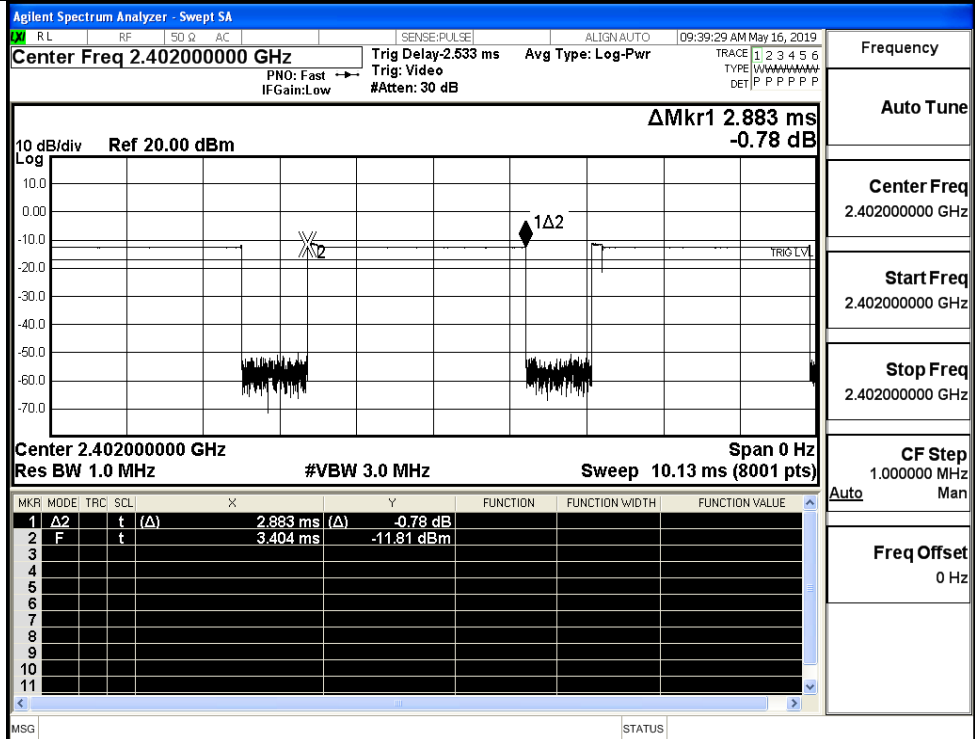 Agilent Spectrum Analyzer - Swept SA
RL RF 50 Ω AC SENSE:PULSE ALIGN AUTO 09:39:29 AM May 16, 2019
Center Freq 2.402000000 GHz
PNO: Fast
IFGain:Low
Trig Delay-2.533 ms
Trig: Video
#Atten: 30 dB
Avg Type: Log-Pwr
TRACE 1 2 3 4 5 6
TYPE WWWWWW
DET P P P P P P
ΔMkr1 2.883 ms
-0.78 dB
10 dB/div Ref 20.00 dBm
Log
10.0
0.00
-10.0
-20.0
-30.0
-40.0
-50.0
-60.0
-70.0
2
1Δ2
TRIG LVL
Center 2.402000000 GHz Span 0 Hz
Res BW 1.0 MHz #VBW 3.0 MHz Sweep 10.13 ms (8001 pts)
MKR MODE TRC SCL X Y FUNCTION FUNCTION WIDTH FUNCTION VALUE
1 Δ2 t (Δ) 2.883 ms (Δ) -0.78 dB
2 F t 3.404 ms -11.81 dBm
3
4
5
6
7
8
9
10
11
MSG STATUS
Frequency
Auto Tune
Center Freq
2.402000000 GHz
Start Freq
2.402000000 GHz
Stop Freq
2.402000000 GHz
CF Step
1.000000 MHz
Auto Man
Freq Offset
0 Hz